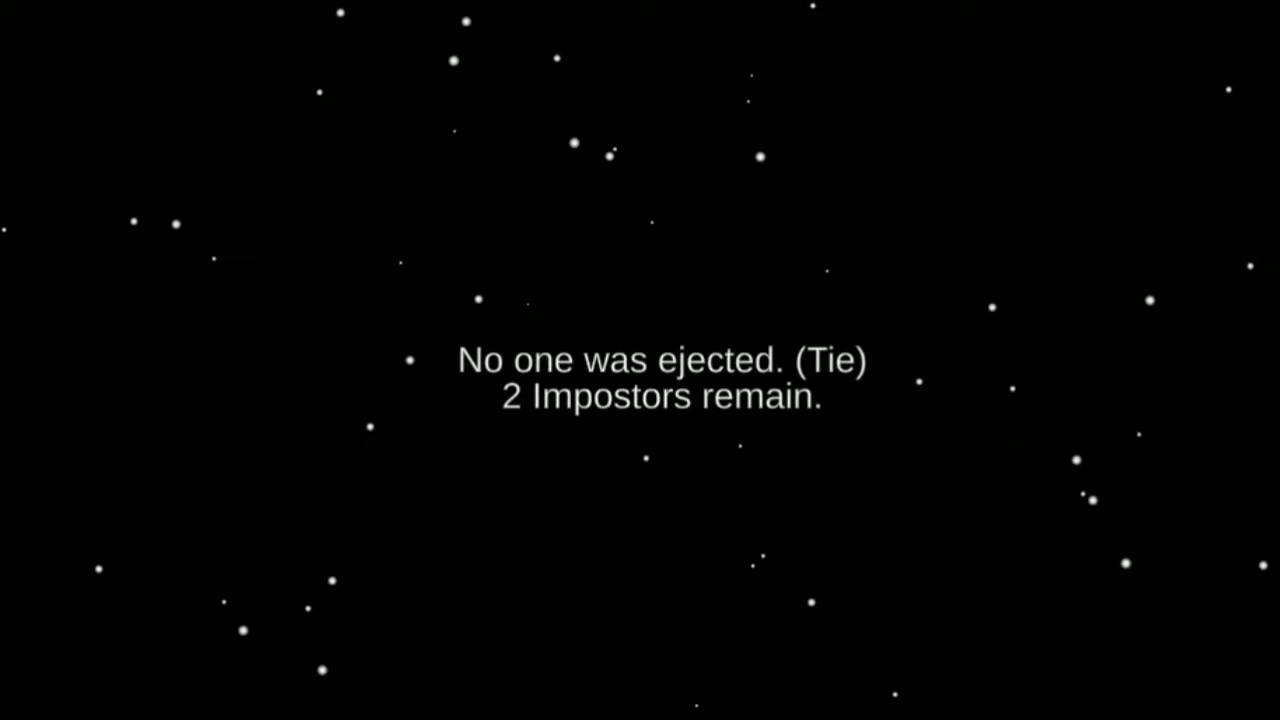 No one was ejected. (Tie)
2 Impostors remain.